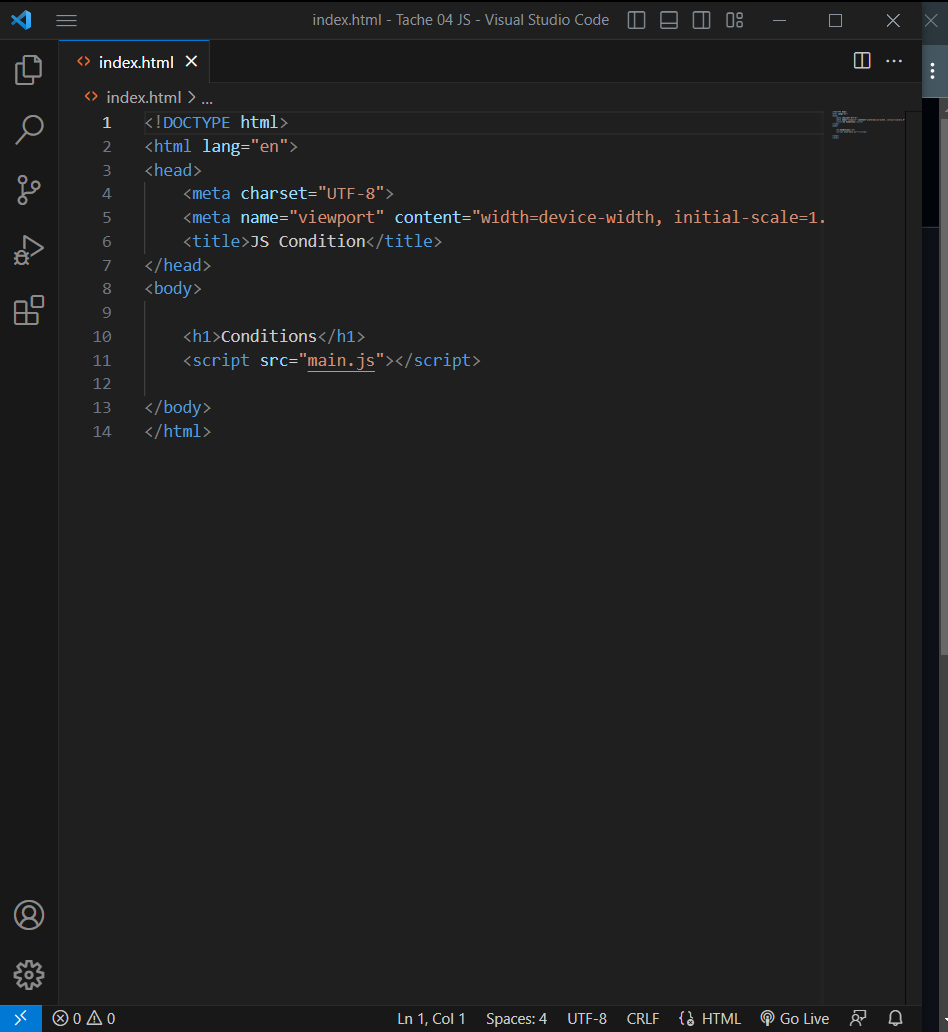 index.html - Tache 04 JS - Visual Studio Code
index.html
index.html > ...
1 <!DOCTYPE html>
2 <html lang="en">
3 <head>
4     <meta charset="UTF-8">
5     <meta name="viewport" content="width=device-width, initial-scale=1.
6     <title>JS Condition</title>
7 </head>
8 <body>
9
10     <h1>Conditions</h1>
11     <script src="main.js"></script>
12
13 </body>
14 </html>
0 0 Ln 1, Col 1 Spaces: 4 UTF-8 CRLF HTML Go Live